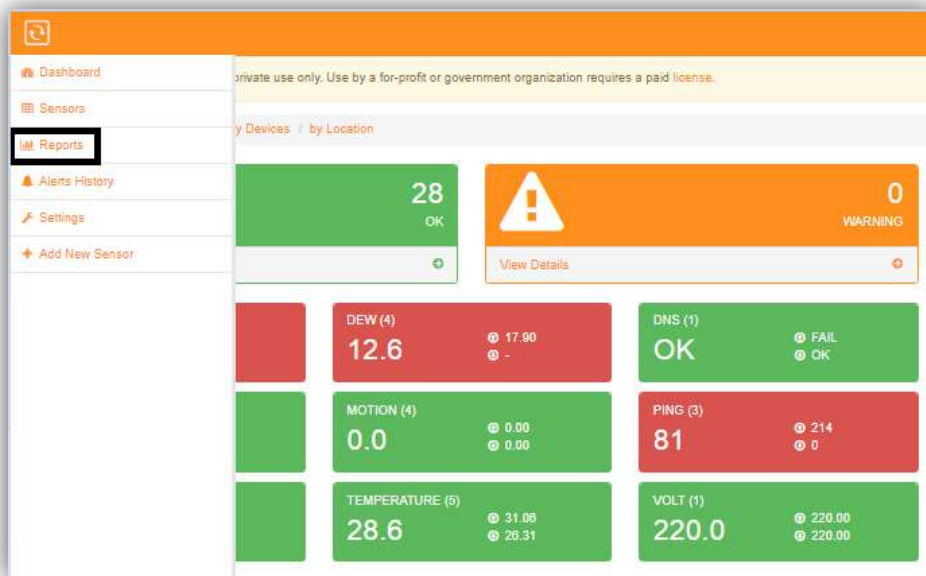 Dashboard
private use only. Use by a for-profit or government organization requires a paid license.
Sensors
y Devices / by Location
Reports
Alerts History
Settings
Add New Sensor
28
OK
0
WARNING
View Details
DEW (4)
12.6
17.90
-
DNS (1)
OK
FAIL
OK
MOTION (4)
0.0
0.00
0.00
PING (3)
81
214
0
TEMPERATURE (5)
28.6
31.06
26.31
VOLT (1)
220.0
220.00
220.00